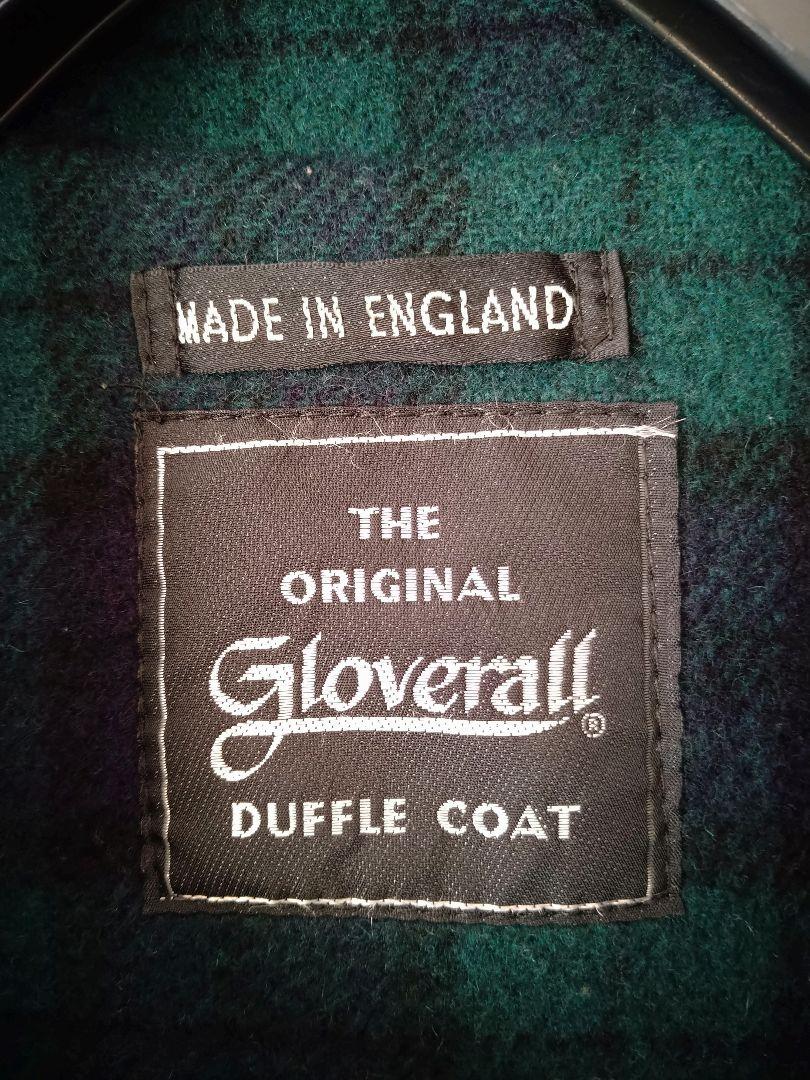 MADE IN ENGLAND
THE
ORIGINAL
Gloverall®
DUFFLE COAT